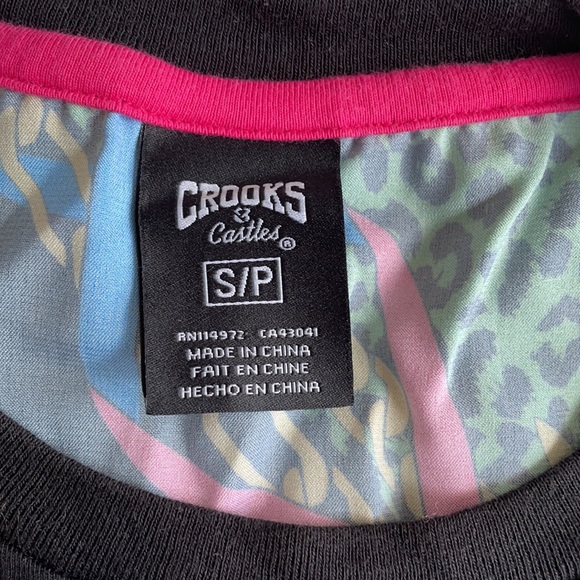 CROOKS
&
Castles®
S/P
RN114972 CA43041
MADE IN CHINA
FAIT EN CHINE
HECHO EN CHINA